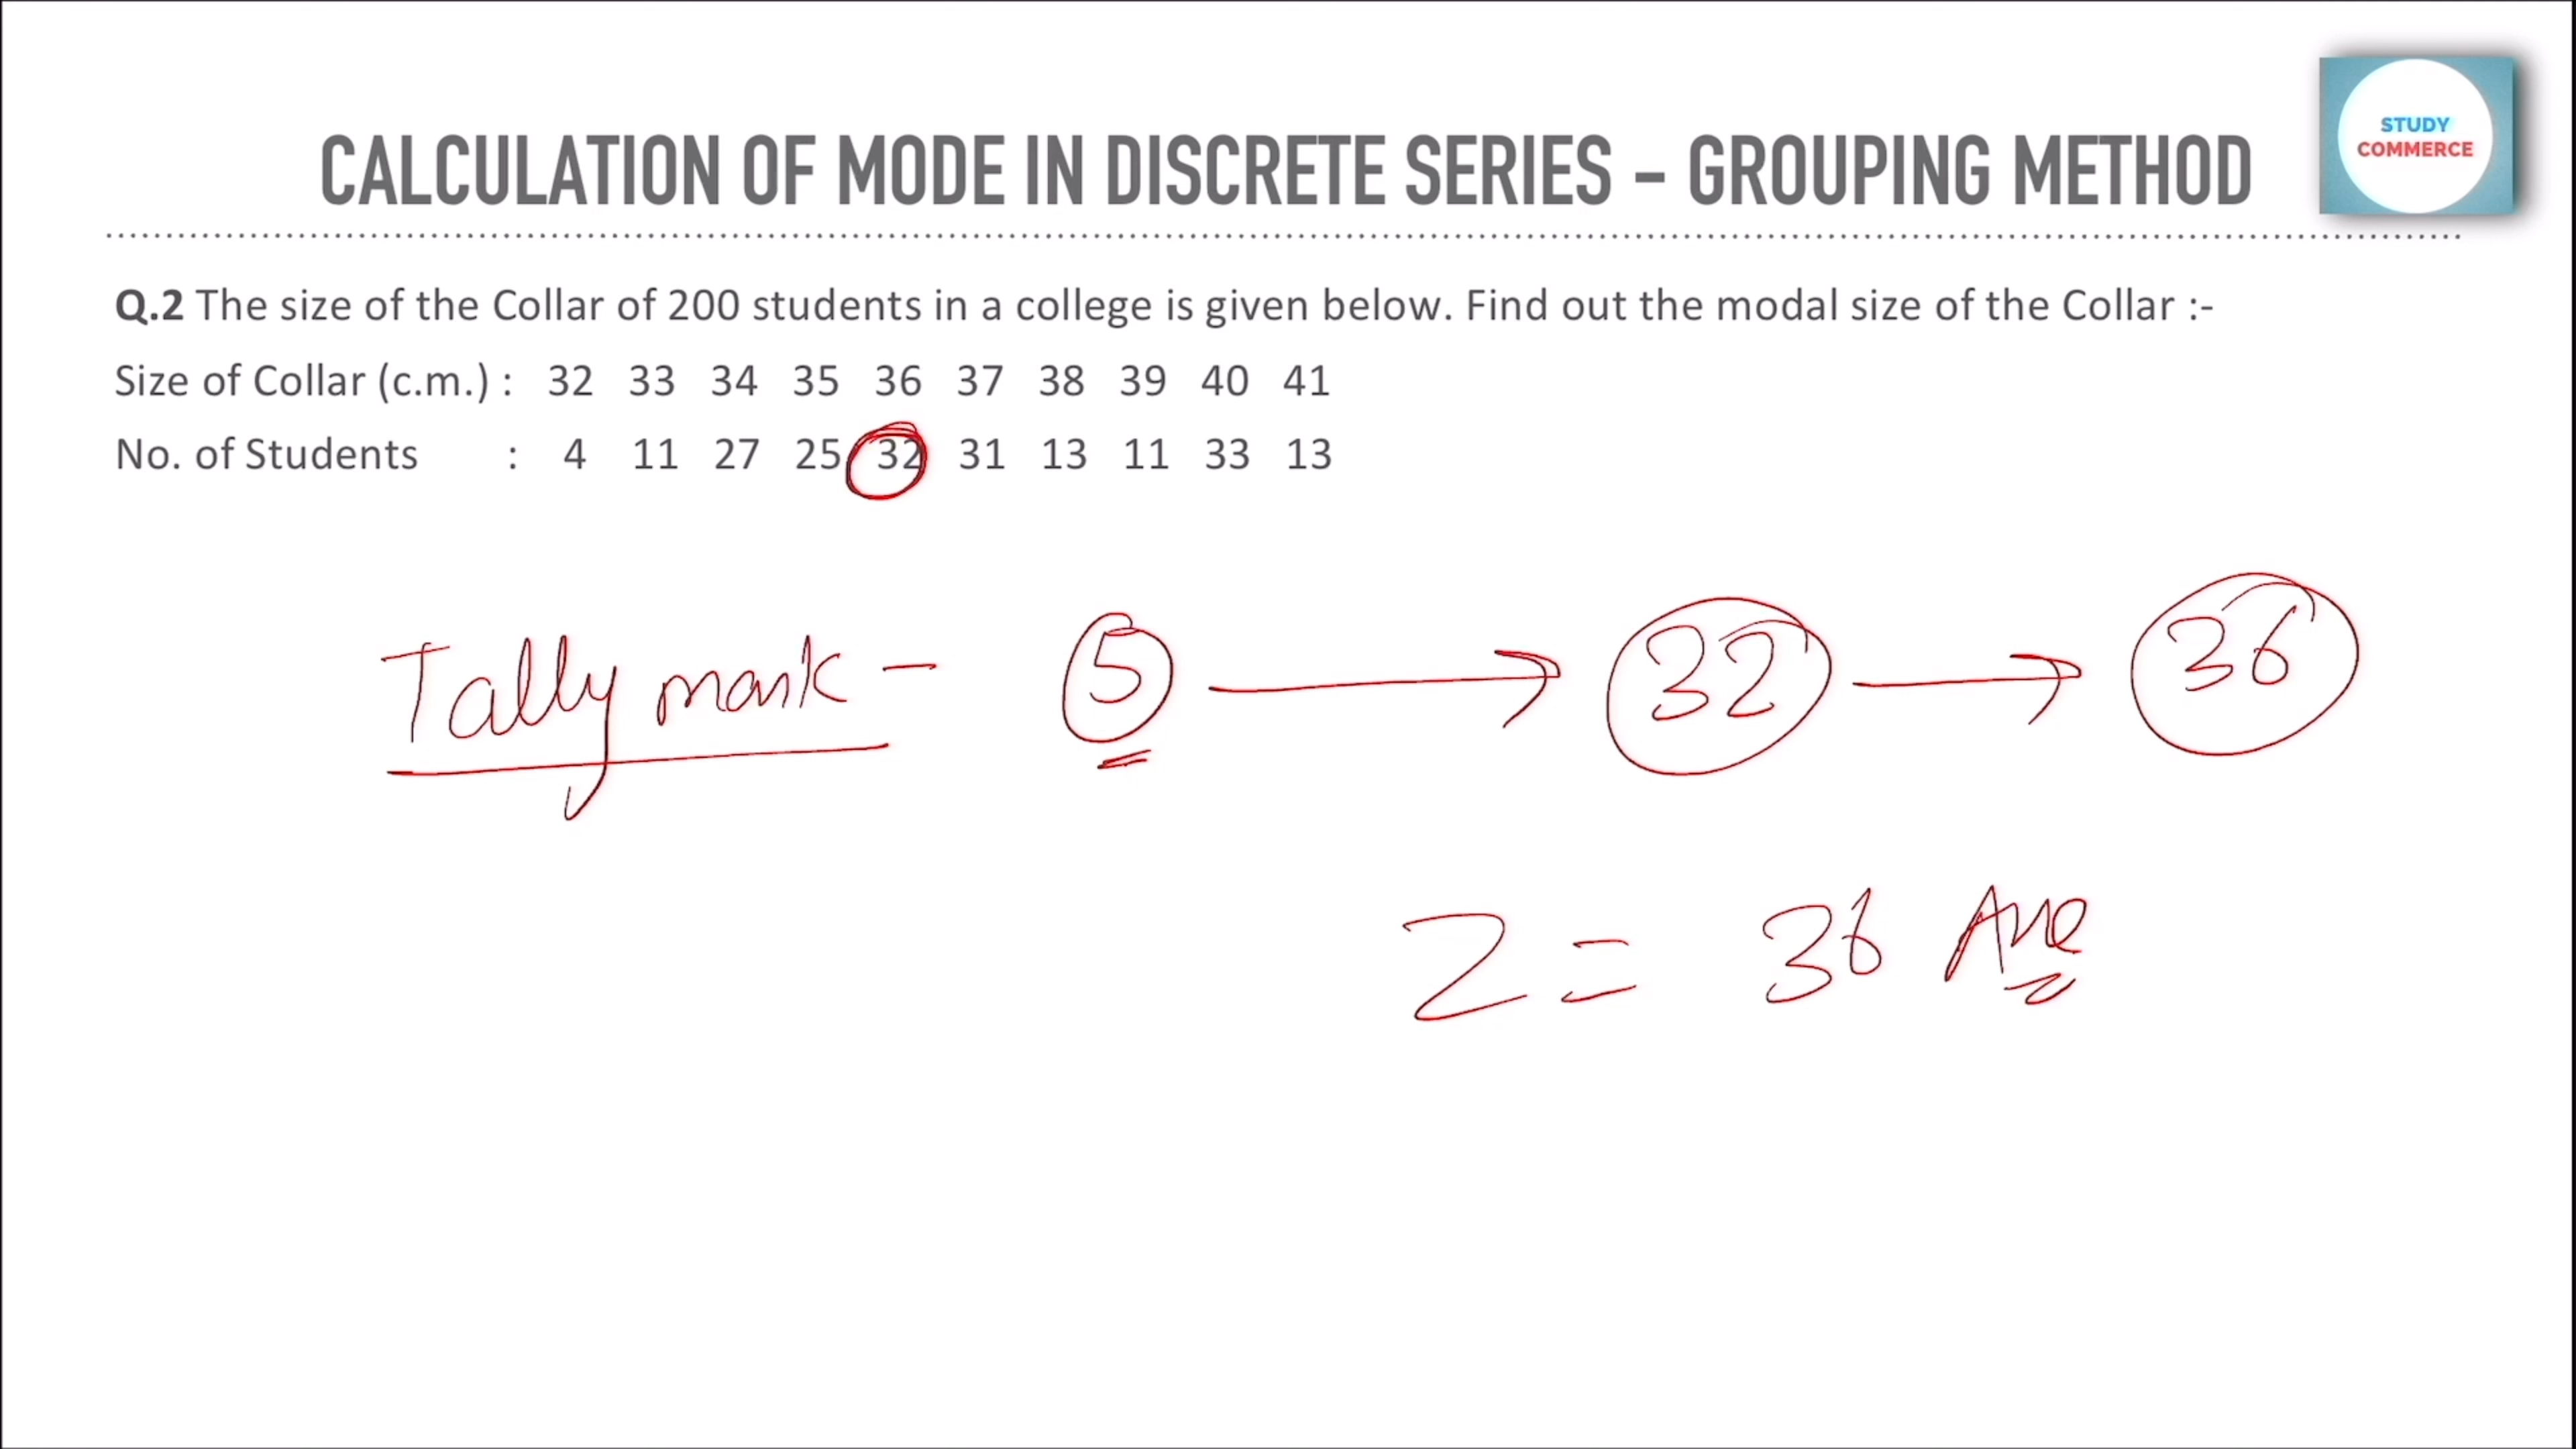 STUDY
COMMERCE
CALCULATION OF MODE IN DISCRETE SERIES - GROUPING METHOD
Q.2 The size of the Collar of 200 students in a college is given below. Find out the modal size of the Collar :-
Size of Collar (c.m.) : 32 33 34 35 36 37 38 39 40 41
No. of Students : 4 11 27 25 32 31 13 11 33 13
Tally mark - 5 → 32 → 36
Z = 36